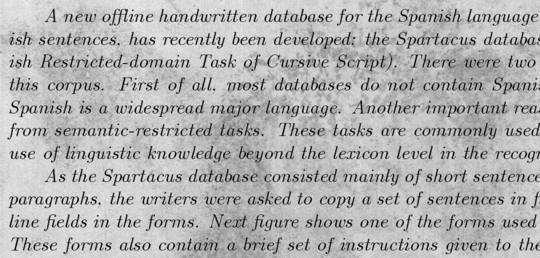 A new offline handwritten database for the Spanish language
ish sentences, has recently been developed: the Spartacus databas
ish Restricted-domain Task of Cursive Script). There were two
this corpus. First of all, most databases do not contain Spani
Spanish is a widespread major language. Another important rea
from semantic-restricted tasks. These tasks are commonly used
use of linguistic knowledge beyond the lexicon level in the recogn
As the Spartacus database consisted mainly of short sentence
paragraphs, the writers were asked to copy a set of sentences in f
line fields in the forms. Next figure shows one of the forms used
These forms also contain a brief set of instructions given to the